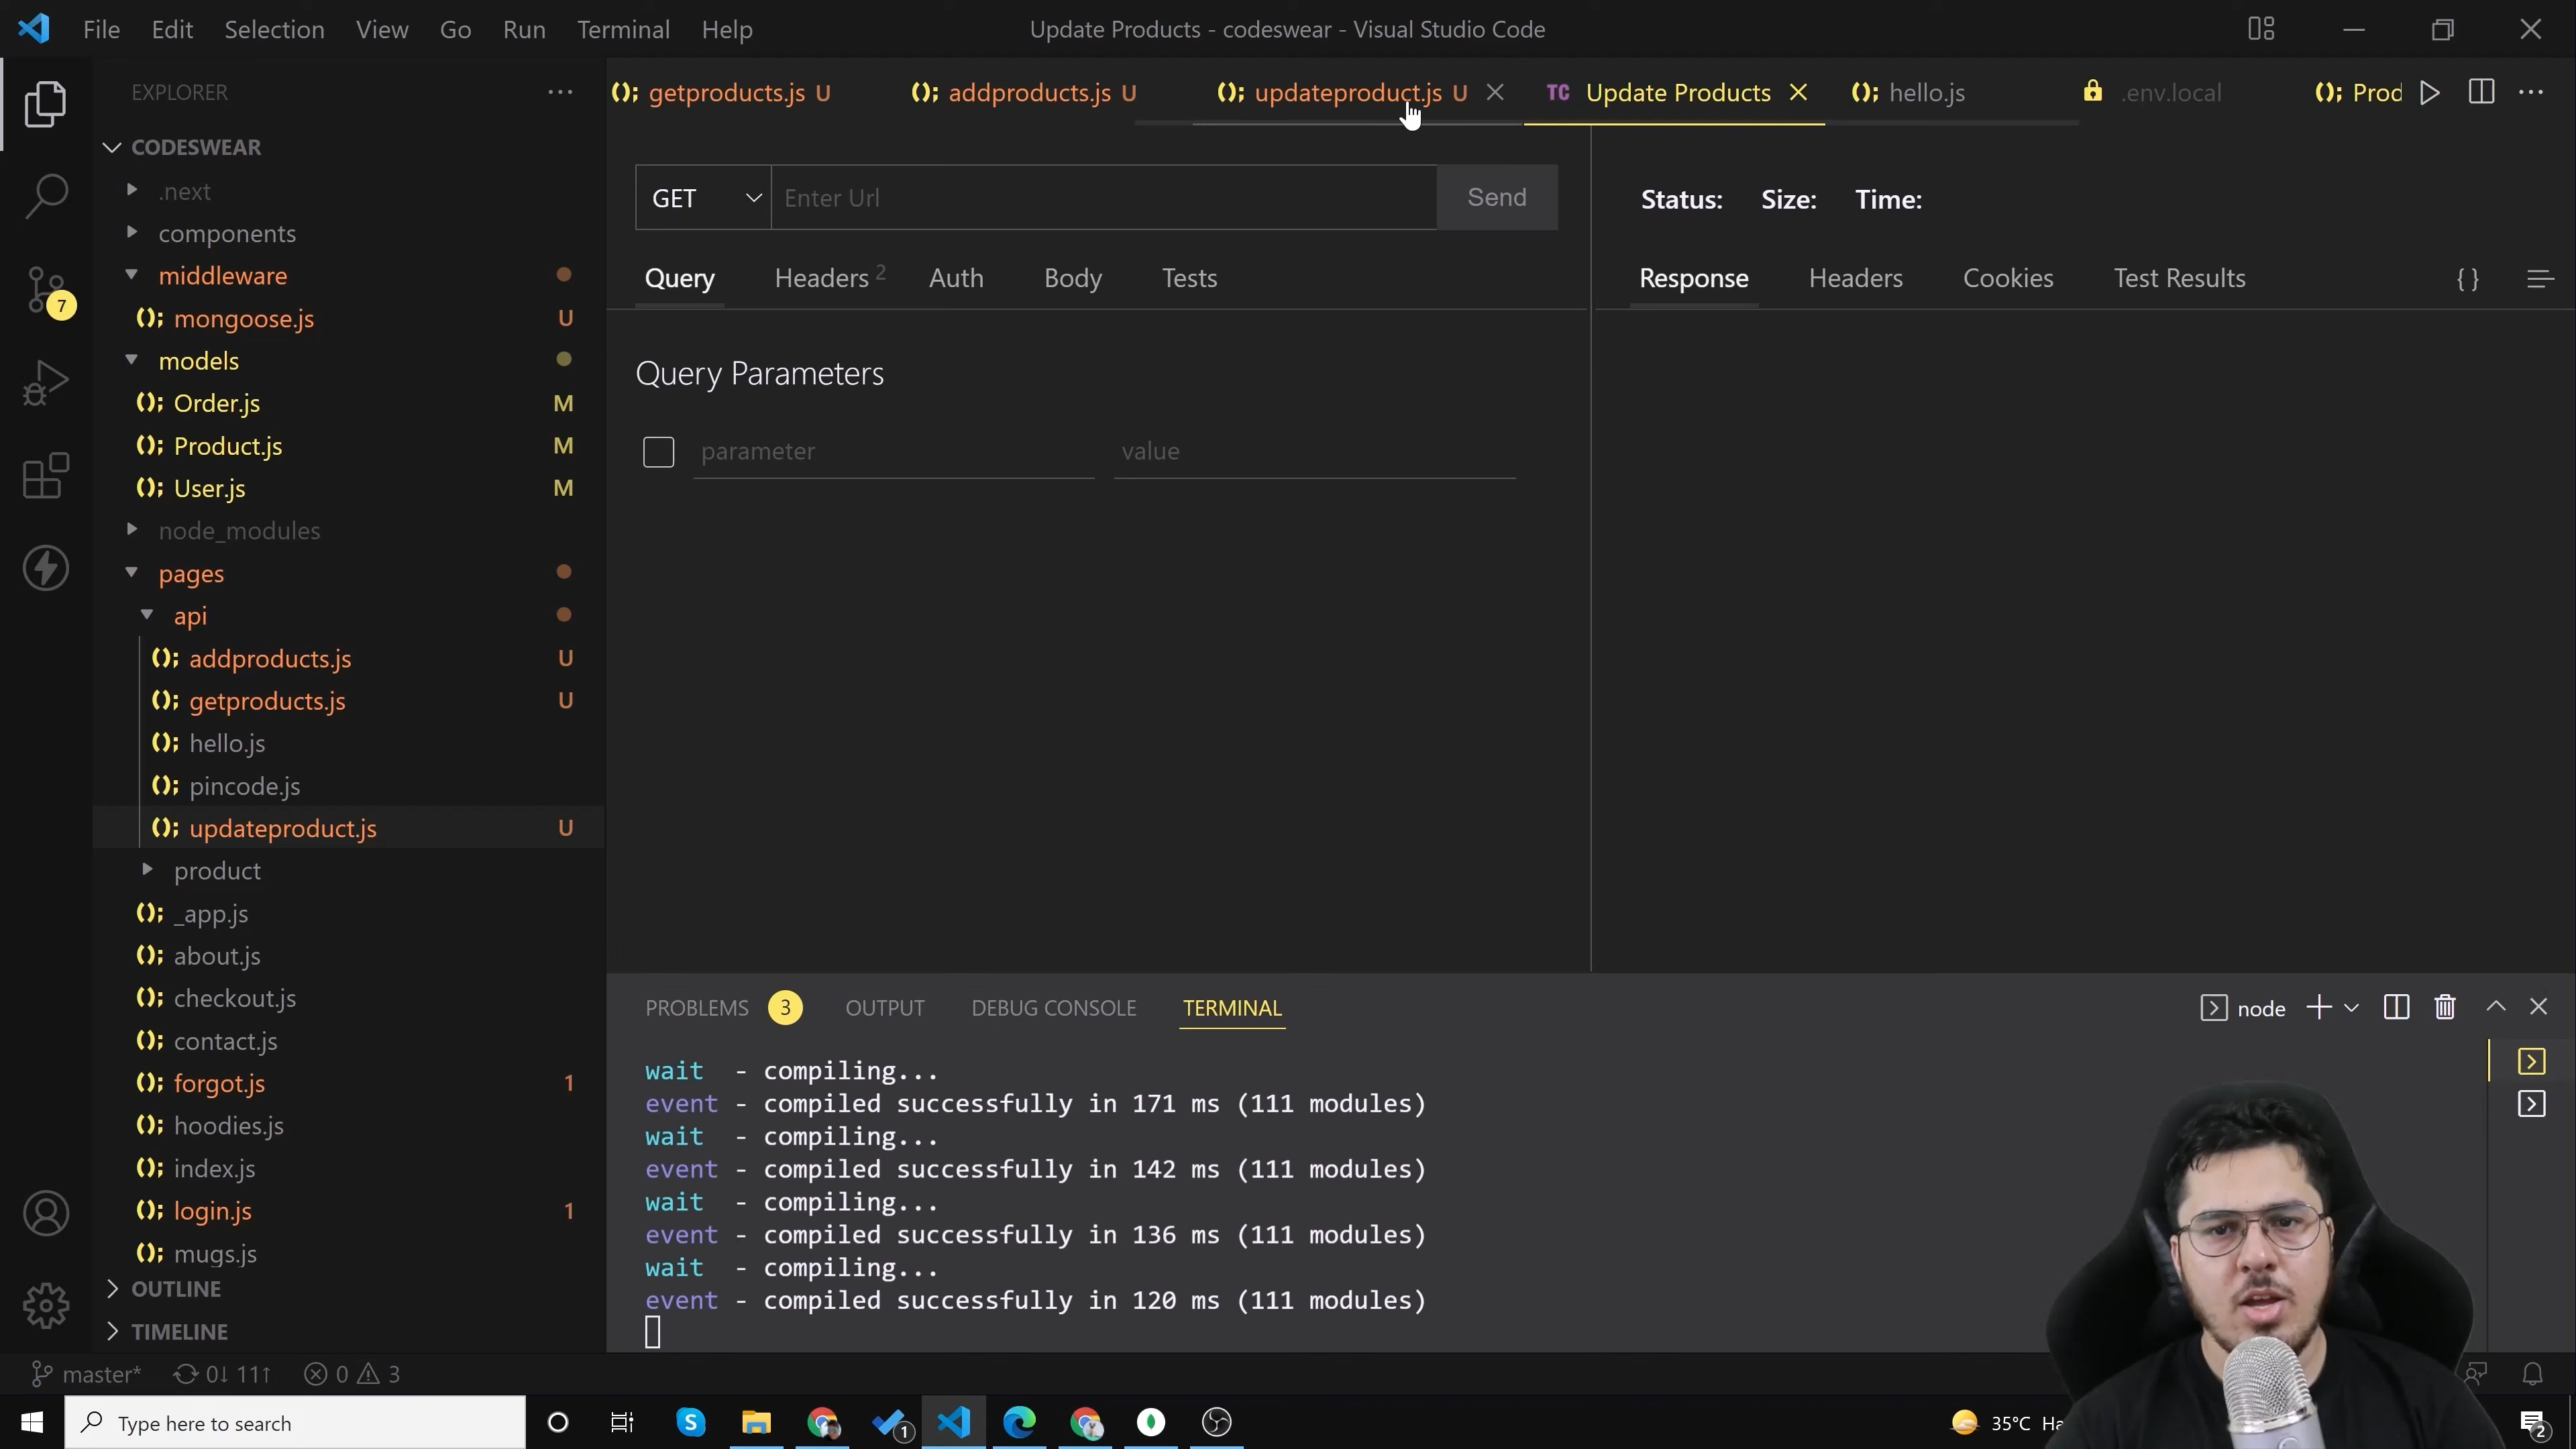 File Edit Selection View Go Run Terminal Help
Update Products - codeswear - Visual Studio Code
EXPLORER
CODESWEAR
.next
components
middleware
mongoose.js U
models
Order.js M
Product.js M
User.js M
node_modules
pages
api
addproducts.js U
getproducts.js U
hello.js
pincode.js
updateproduct.js U
product
_app.js
about.js
checkout.js
contact.js
forgot.js 1
hoodies.js
index.js
login.js 1
mugs.js
OUTLINE
TIMELINE
7
getproducts.js U addproducts.js U updateproduct.js U TC Update Products hello.js .env.local Prod
GET Enter Url Send
Query Headers 2 Auth Body Tests
Query Parameters
parameter value
Status: Size: Time:
Response Headers Cookies Test Results {}
PROBLEMS 3 OUTPUT DEBUG CONSOLE TERMINAL
node
wait - compiling...
event - compiled successfully in 171 ms (111 modules)
wait - compiling...
event - compiled successfully in 142 ms (111 modules)
wait - compiling...
event - compiled successfully in 136 ms (111 modules)
wait - compiling...
event - compiled successfully in 120 ms (111 modules)
master* 0↓ 11↑ 0 3
Type here to search
1
35°C Ha
2